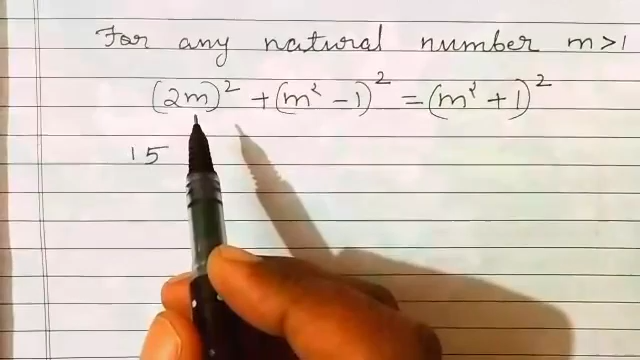 For any natural number m > 1
(2m)² + (m² - 1)² = (m² + 1)²
15